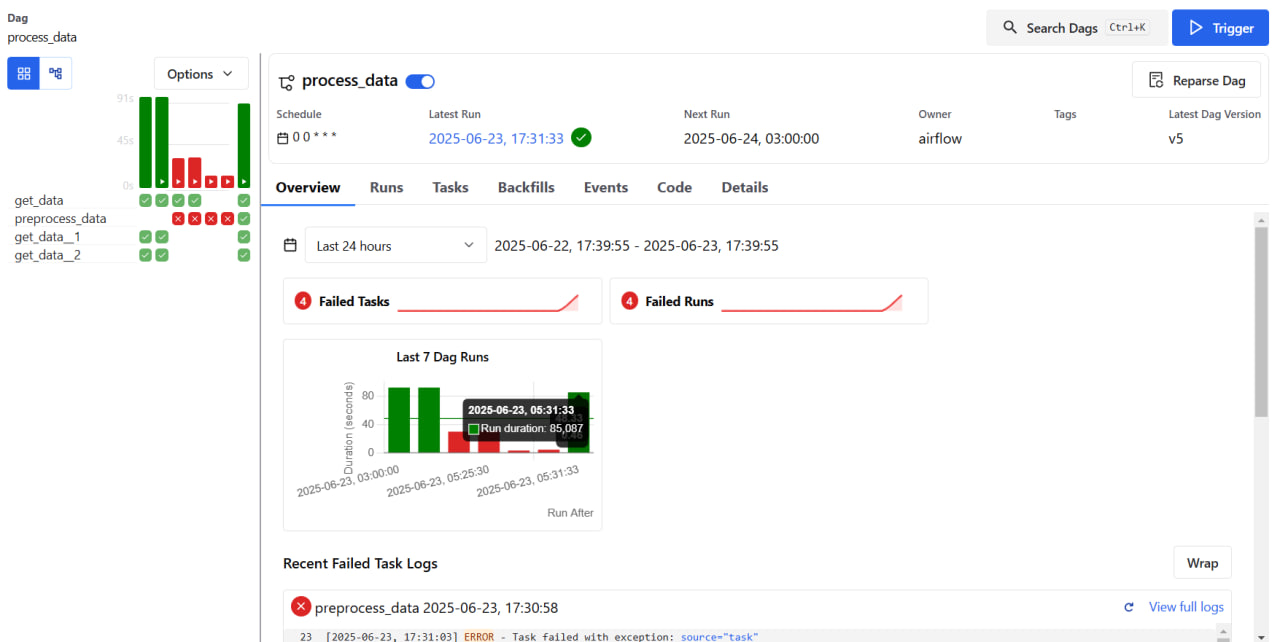 Dag
process_data
Search Dags Ctrl+K
Trigger
Options
91s
45s
0s
get_data
preprocess_data
get_data__1
get_data__2
process_data
Reparse Dag
Schedule Latest Run Next Run Owner Tags Latest Dag Version
0 0 * * * 2025-06-23, 17:31:33 2025-06-24, 03:00:00 airflow v5
Overview Runs Tasks Backfills Events Code Details
Last 24 hours 2025-06-22, 17:39:55 - 2025-06-23, 17:39:55
4 Failed Tasks
4 Failed Runs
Last 7 Dag Runs
Duration (seconds)
80
40
0
2025-06-23, 05:31:33
Run duration: 85,087
2025-06-23, 03:00:00
2025-06-23, 05:25:30
2025-06-23, 05:31:33
Run After
Recent Failed Task Logs
Wrap
preprocess_data 2025-06-23, 17:30:58
View full logs
23 [2025-06-23, 17:31:03] ERROR - Task failed with exception: source="task"